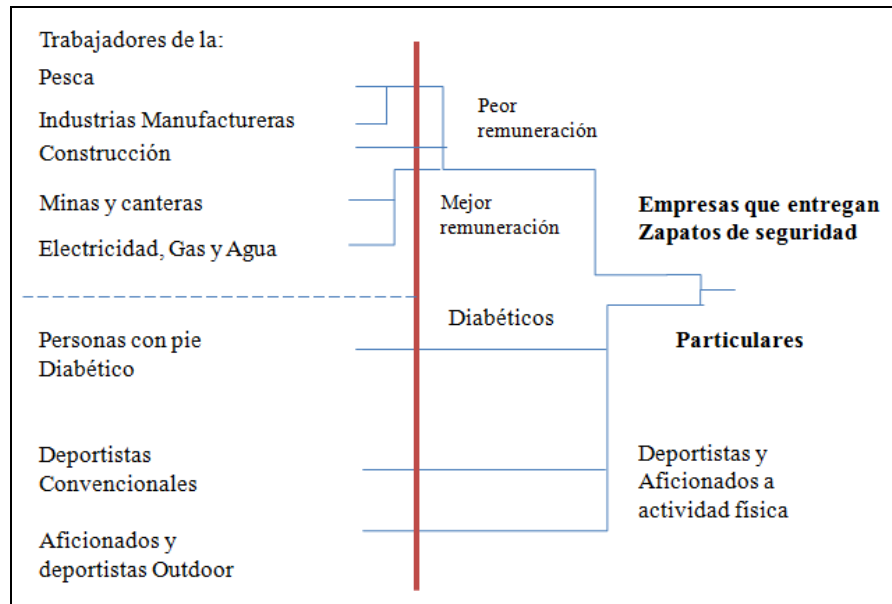 Trabajadores de la:
Pesca
Industrias Manufactureras
Construcción
Minas y canteras
Electricidad, Gas y Agua
Peor
remuneración
Mejor
remuneración
Empresas que entregan
Zapatos de seguridad
Personas con pie
Diabético
Diabéticos
Particulares
Deportistas
Convencionales
Aficionados y
deportistas Outdoor
Deportistas y
Aficionados a
actividad física